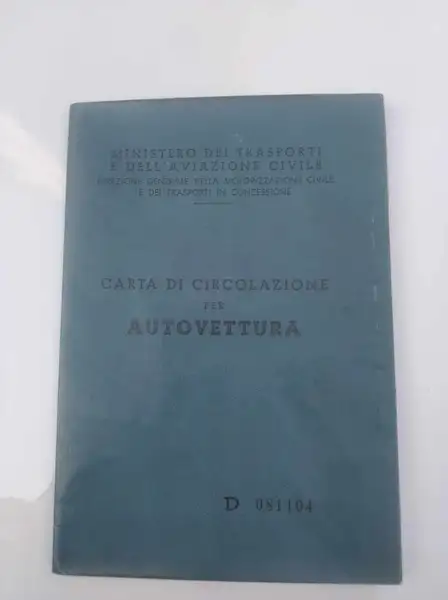 MINISTERO DEI TRASPORTI
E DELL'AVIAZIONE CIVILE
DIREZIONE GENERALE DELLA MOTORIZZAZIONE CIVILE
E DEI TRASPORTI IN CONCESSIONE
CARTA DI CIRCOLAZIONE
PER
AUTOVETTURA
D 081104